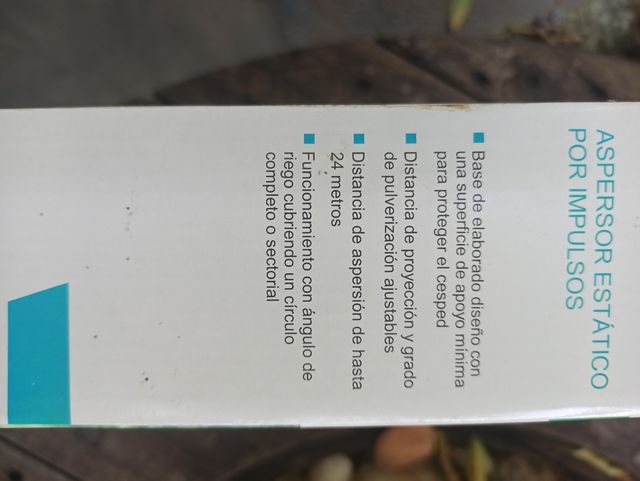 ASPERSOR ESTÁTICO
POR IMPULSOS
■ Base de elaborado diseño con
una superficie de apoyo mínima
para proteger el cesped
■ Distancia de proyección y grado
de pulverización ajustables
■ Distancia de aspersión de hasta
24 metros
■ Funcionamiento con ángulo de
riego cubriendo un círculo
completo o sectorial